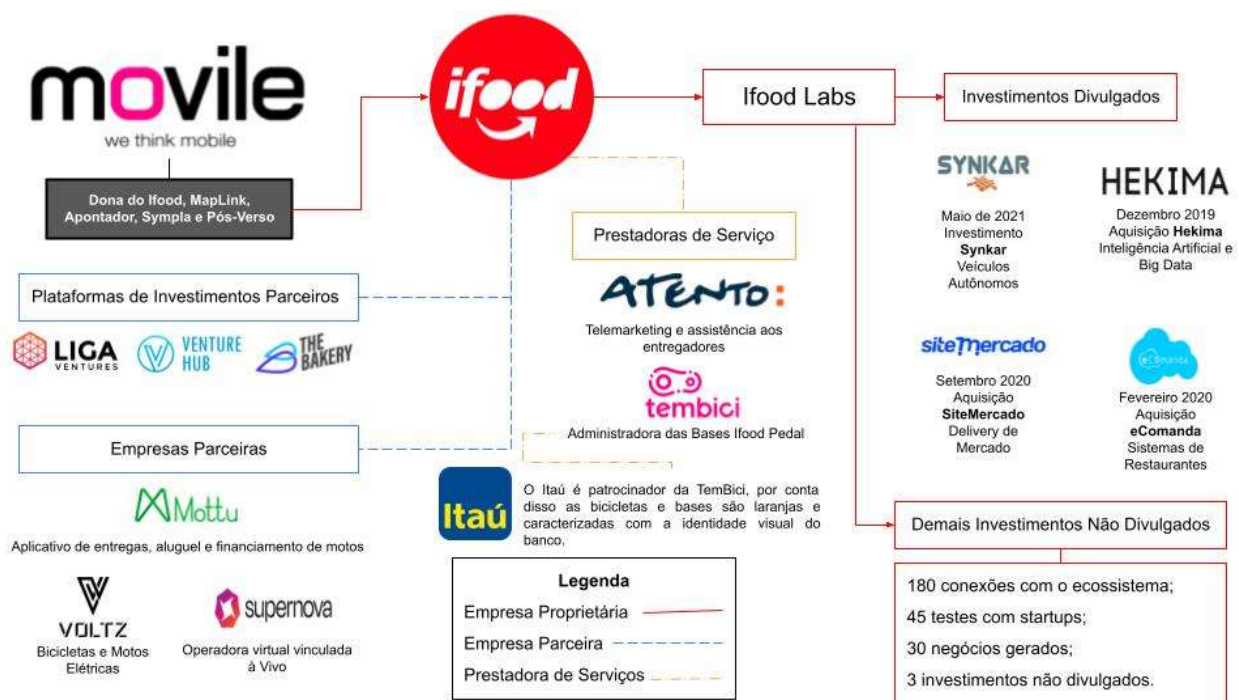 movile
we think mobile
Dona do Ifood, MapLink,
Apontador, Sympla e Pós-Verso
ifood
Ifood Labs
Investimentos Divulgados
SYNKAR
Maio de 2021
Investimento
Synkar
Veículos
Autônomos
HEKIMA
Dezembro 2019
Aquisição Hekima
Inteligência Artificial e
Big Data
siteMercado
Setembro 2020
Aquisição
SiteMercado
Delivery de
Mercado
eComanda
Fevereiro 2020
Aquisição
eComanda
Sistemas de
Restaurantes
Demais Investimentos Não Divulgados
180 conexões com o ecossistema;
45 testes com startups;
30 negócios gerados;
3 investimentos não divulgados.
Prestadoras de Serviço
ATENTO:
Telemarketing e assistência aos
entregadores
tembici
Administradora das Bases Ifood Pedal
Itaú
O Itaú é patrocinador da TemBici, por conta
disso as bicicletas e bases são laranjas e
caracterizadas com a identidade visual do
banco.
Plataformas de Investimentos Parceiros
LIGA
VENTURES
VENTURE
HUB
THE
BAKERY
Empresas Parceiras
Mottu
Aplicativo de entregas, aluguel e financiamento de motos
VOLTZ
Bicicletas e Motos
Elétricas
supernova
Operadora virtual vinculada
à Vivo
Legenda
Empresa Proprietária
Empresa Parceira
Prestador de Serviços